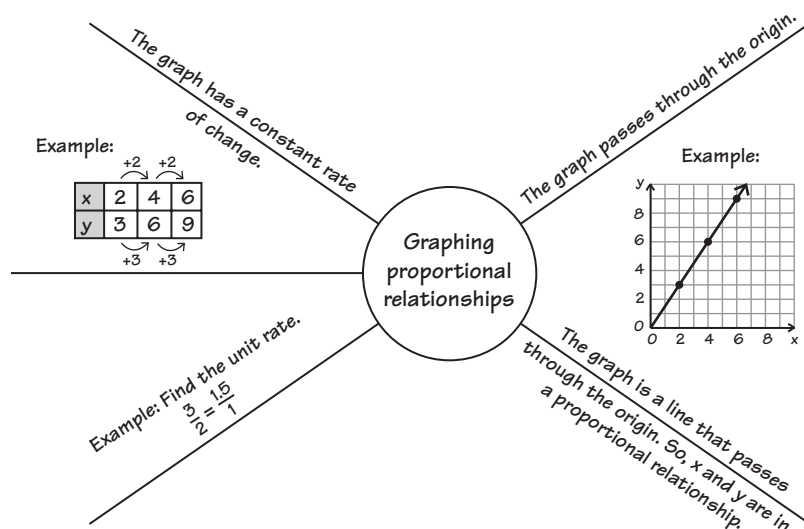 The graph has a constant rate
of change.
Example:
+2 +2
x 2 4 6
y 3 6 9
+3 +3
The graph passes through the origin.
Example:
y
8
6
4
2
0
0 2 4 6 8 x
Graphing
proportional
relationships
Example: Find the unit rate.
3/2 = 1.5/1
The graph is a line that passes
through the origin. So, x and y are in
a proportional relationship.